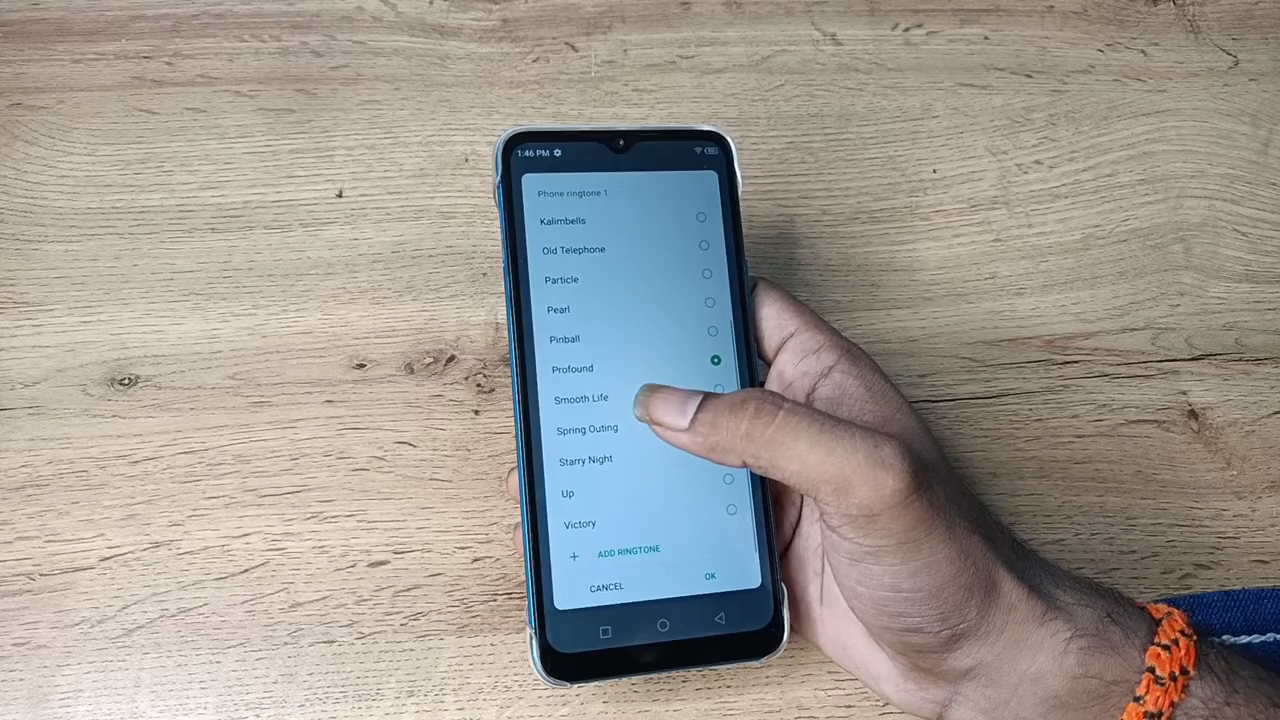 1:46 PM
Phone ringtone 1
Kalimbells
Old Telephone
Particle
Pearl
Pinball
Profound
Smooth Life
Spring Outing
Starry Night
Up
Victory
+ ADD RINGTONE
CANCEL OK